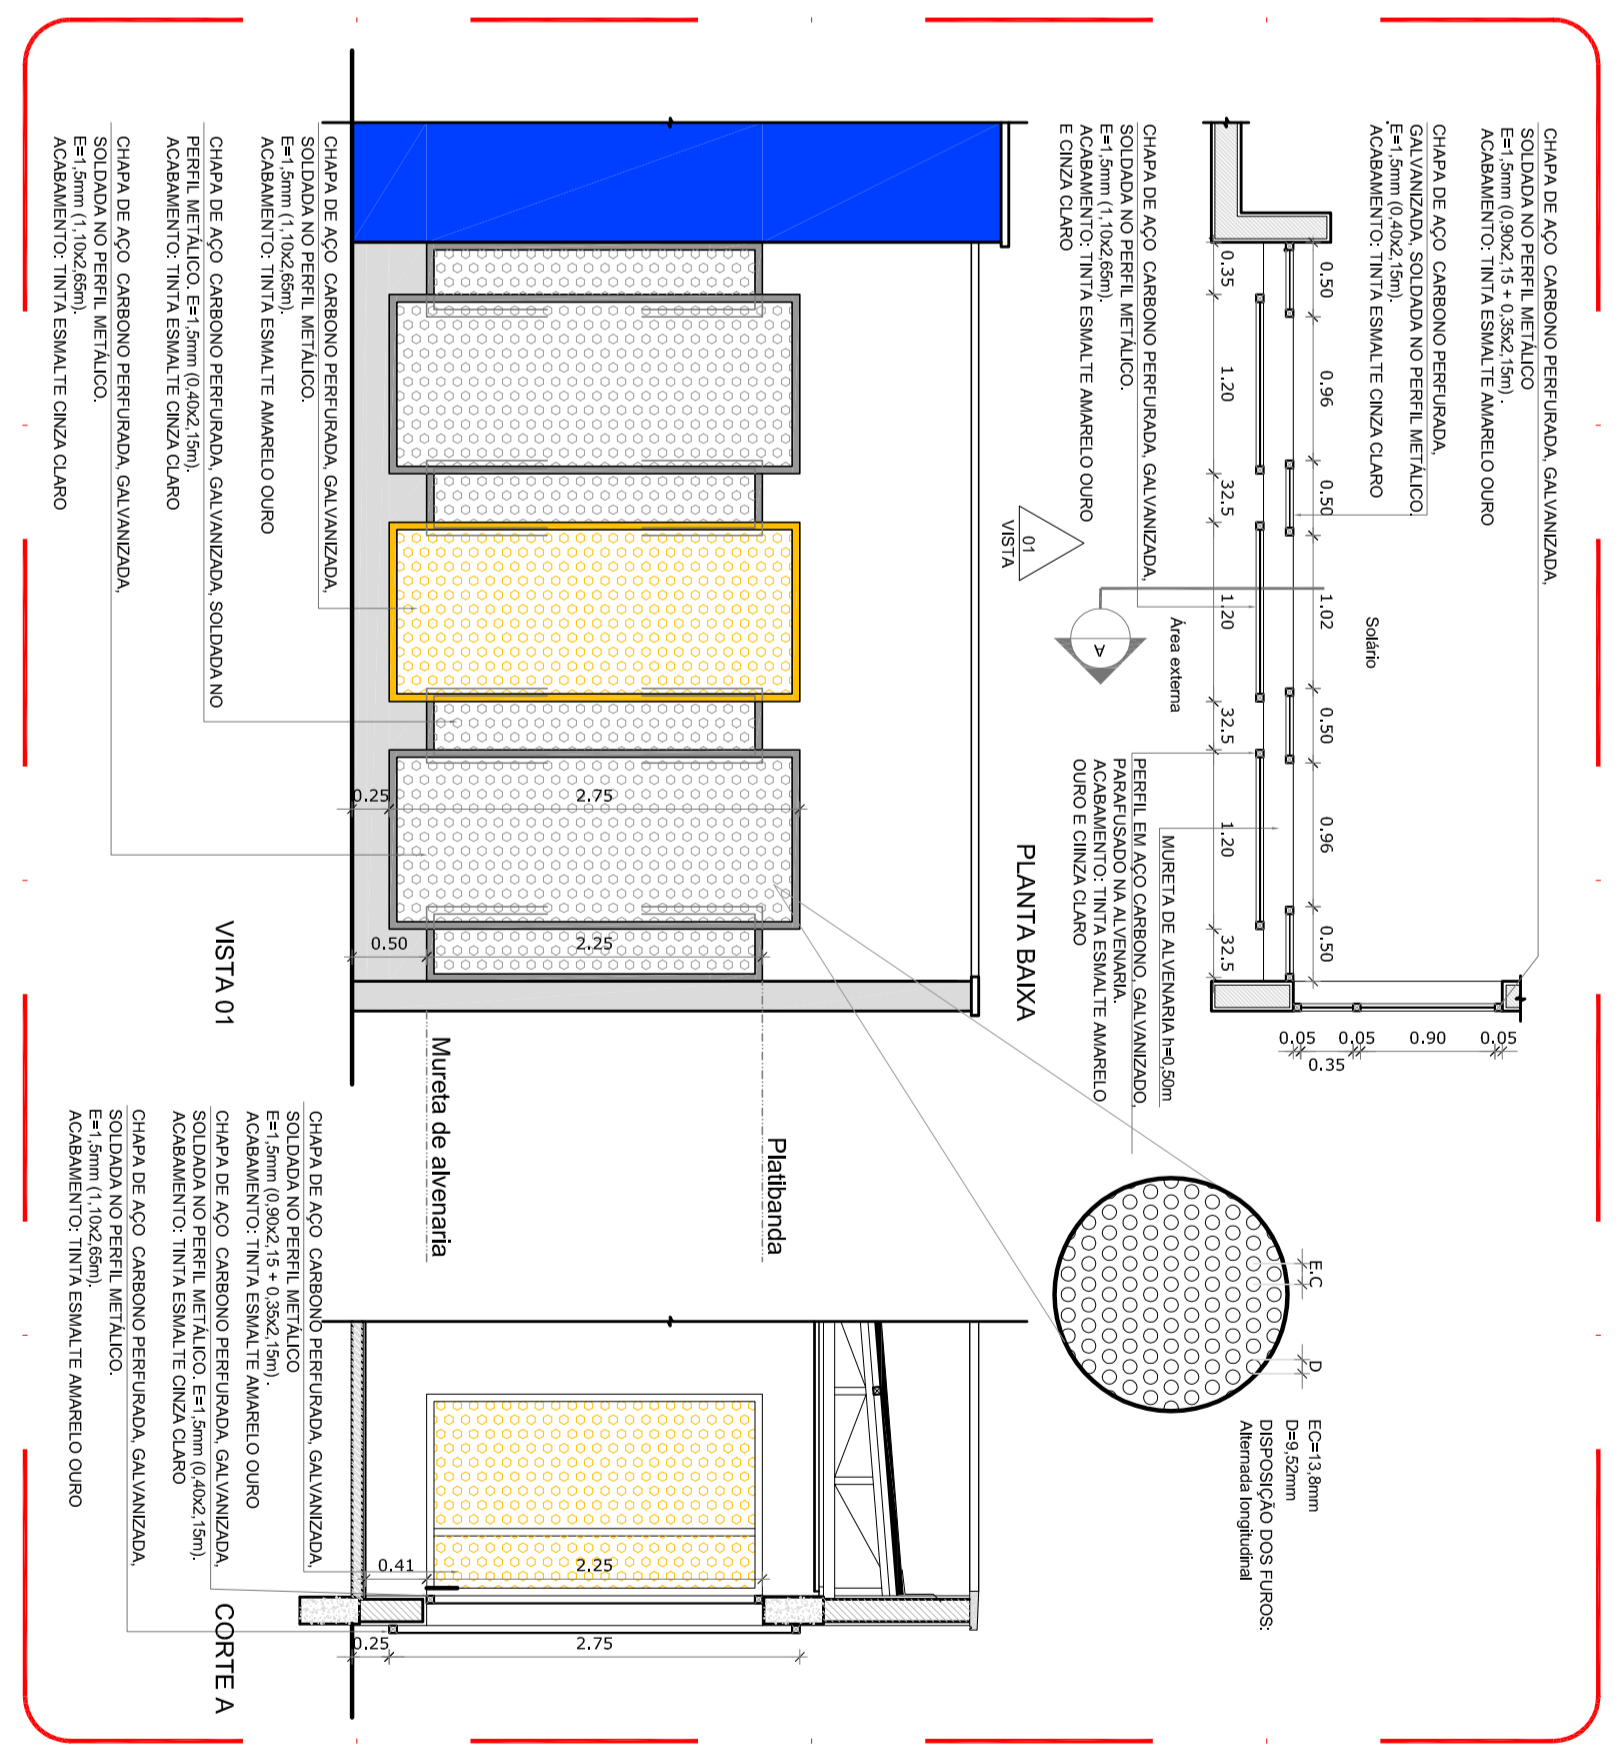 CHAPA DE AÇO CARBONO PERFURADA, GALVANIZADA,
SOLDADA NO PERFIL METÁLICO
E=1,5mm (0,90x2,15 + 0,35x2,15m) .
ACABAMENTO: TINTA ESMALTE AMARELO OURO
CHAPA DE AÇO CARBONO PERFURADA,
GALVANIZADA, SOLDADA NO PERFIL METÁLICO.
E=1,5mm (0,40x2,15m).
ACABAMENTO: TINTA ESMALTE CINZA CLARO
Solário
0.50
0.96
0.50
1.02
0.50
0.96
0.50
0.35
1.20
32.5
1.20
32.5
1.20
32.5
0.05
0.35
0.05
0.90
0.05
Área externa
CHAPA DE AÇO CARBONO PERFURADA, GALVANIZADA,
SOLDADA NO PERFIL METÁLICO.
E=1,5mm (1,10x2,65m).
ACABAMENTO: TINTA ESMALTE AMARELO OURO
E CINZA CLARO
01
VISTA
A
MURETA DE ALVENARIA h=0,50m
PERFIL EM AÇO CARBONO, GALVANIZADO,
PARAFUSADO NA ALVENARIA.
ACABAMENTO: TINTA ESMALTE AMARELO
OURO E CIINZA CLARO
PLANTA BAIXA
E.C
D
EC=13,8mm
D=9,52mm
DISPOSIÇÃO DOS FUROS:
Alternada longitudinal
0.25
2.75
0.50
2.25
Platibanda
Mureta de alvenaria
CHAPA DE AÇO CARBONO PERFURADA, GALVANIZADA,
SOLDADA NO PERFIL METÁLICO.
E=1,5mm (1,10x2,65m).
ACABAMENTO: TINTA ESMALTE AMARELO OURO
CHAPA DE AÇO CARBONO PERFURADA, GALVANIZADA, SOLDADA NO
PERFIL METÁLICO. E=1,5mm (0,40x2,15m).
ACABAMENTO: TINTA ESMALTE CINZA CLARO
CHAPA DE AÇO CARBONO PERFURADA, GALVANIZADA,
SOLDADA NO PERFIL METÁLICO.
E=1,5mm (1,10x2,65m).
ACABAMENTO: TINTA ESMALTE CINZA CLARO
VISTA 01
0.41
2.25
0.25
2.75
CHAPA DE AÇO CARBONO PERFURADA, GALVANIZADA,
SOLDADA NO PERFIL METÁLICO
E=1,5mm (0,90x2,15 + 0,35x2,15m) .
ACABAMENTO: TINTA ESMALTE AMARELO OURO
CHAPA DE AÇO CARBONO PERFURADA, GALVANIZADA,
SOLDADA NO PERFIL METÁLICO. E=1,5mm (0,40x2,15m).
ACABAMENTO: TINTA ESMALTE CINZA CLARO
CHAPA DE AÇO CARBONO PERFURADA, GALVANIZADA,
SOLDADA NO PERFIL METÁLICO.
E=1,5mm (1,10x2,65m).
ACABAMENTO: TINTA ESMALTE AMARELO OURO
CORTE A